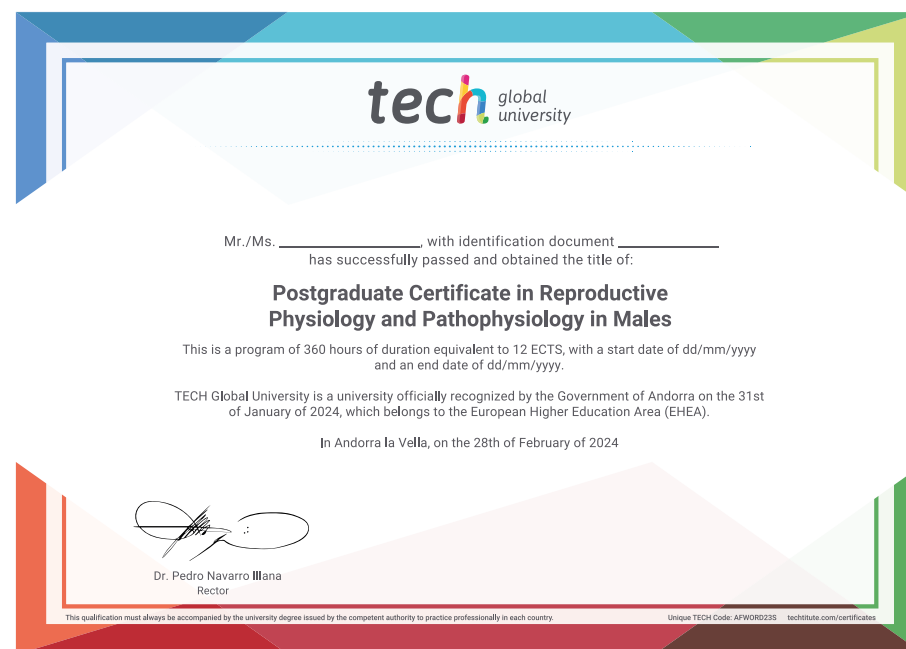 tech global
university
Mr./Ms. ________________, with identification document ___________
has successfully passed and obtained the title of:
Postgraduate Certificate in Reproductive
Physiology and Pathophysiology in Males
This is a program of 360 hours of duration equivalent to 12 ECTS, with a start date of dd/mm/yyyy
and an end date of dd/mm/yyyy.
TECH Global University is a university officially recognized by the Government of Andorra on the 31st
of January of 2024, which belongs to the European Higher Education Area (EHEA).
In Andorra la Vella, on the 28th of February of 2024
Dr. Pedro Navarro Illana
Rector
This qualification must always be accompanied by the university degree issued by the competent authority to practice professionally in each country.
Unique TECH Code: AFWORD23S techtitute.com/certificates